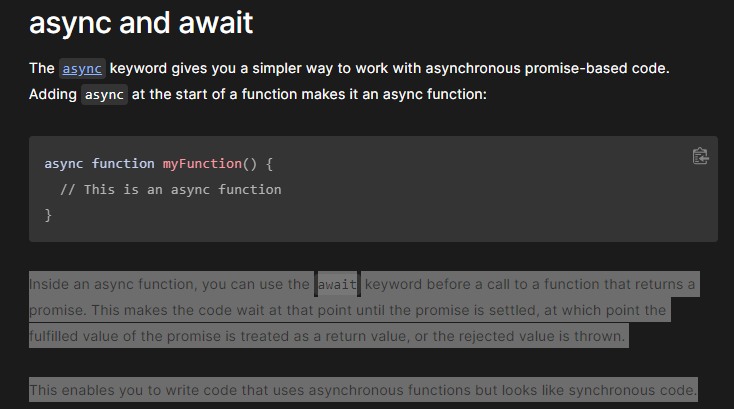 async and await
The async keyword gives you a simpler way to work with asynchronous promise-based code.
Adding async at the start of a function makes it an async function:
async function myFunction() {
  // This is an async function
}
Inside an async function, you can use the await keyword before a call to a function that returns a
promise. This makes the code wait at that point until the promise is settled, at which point the
fulfilled value of the promise is treated as a return value, or the rejected value is thrown.
This enables you to write code that uses asynchronous functions but looks like synchronous code.